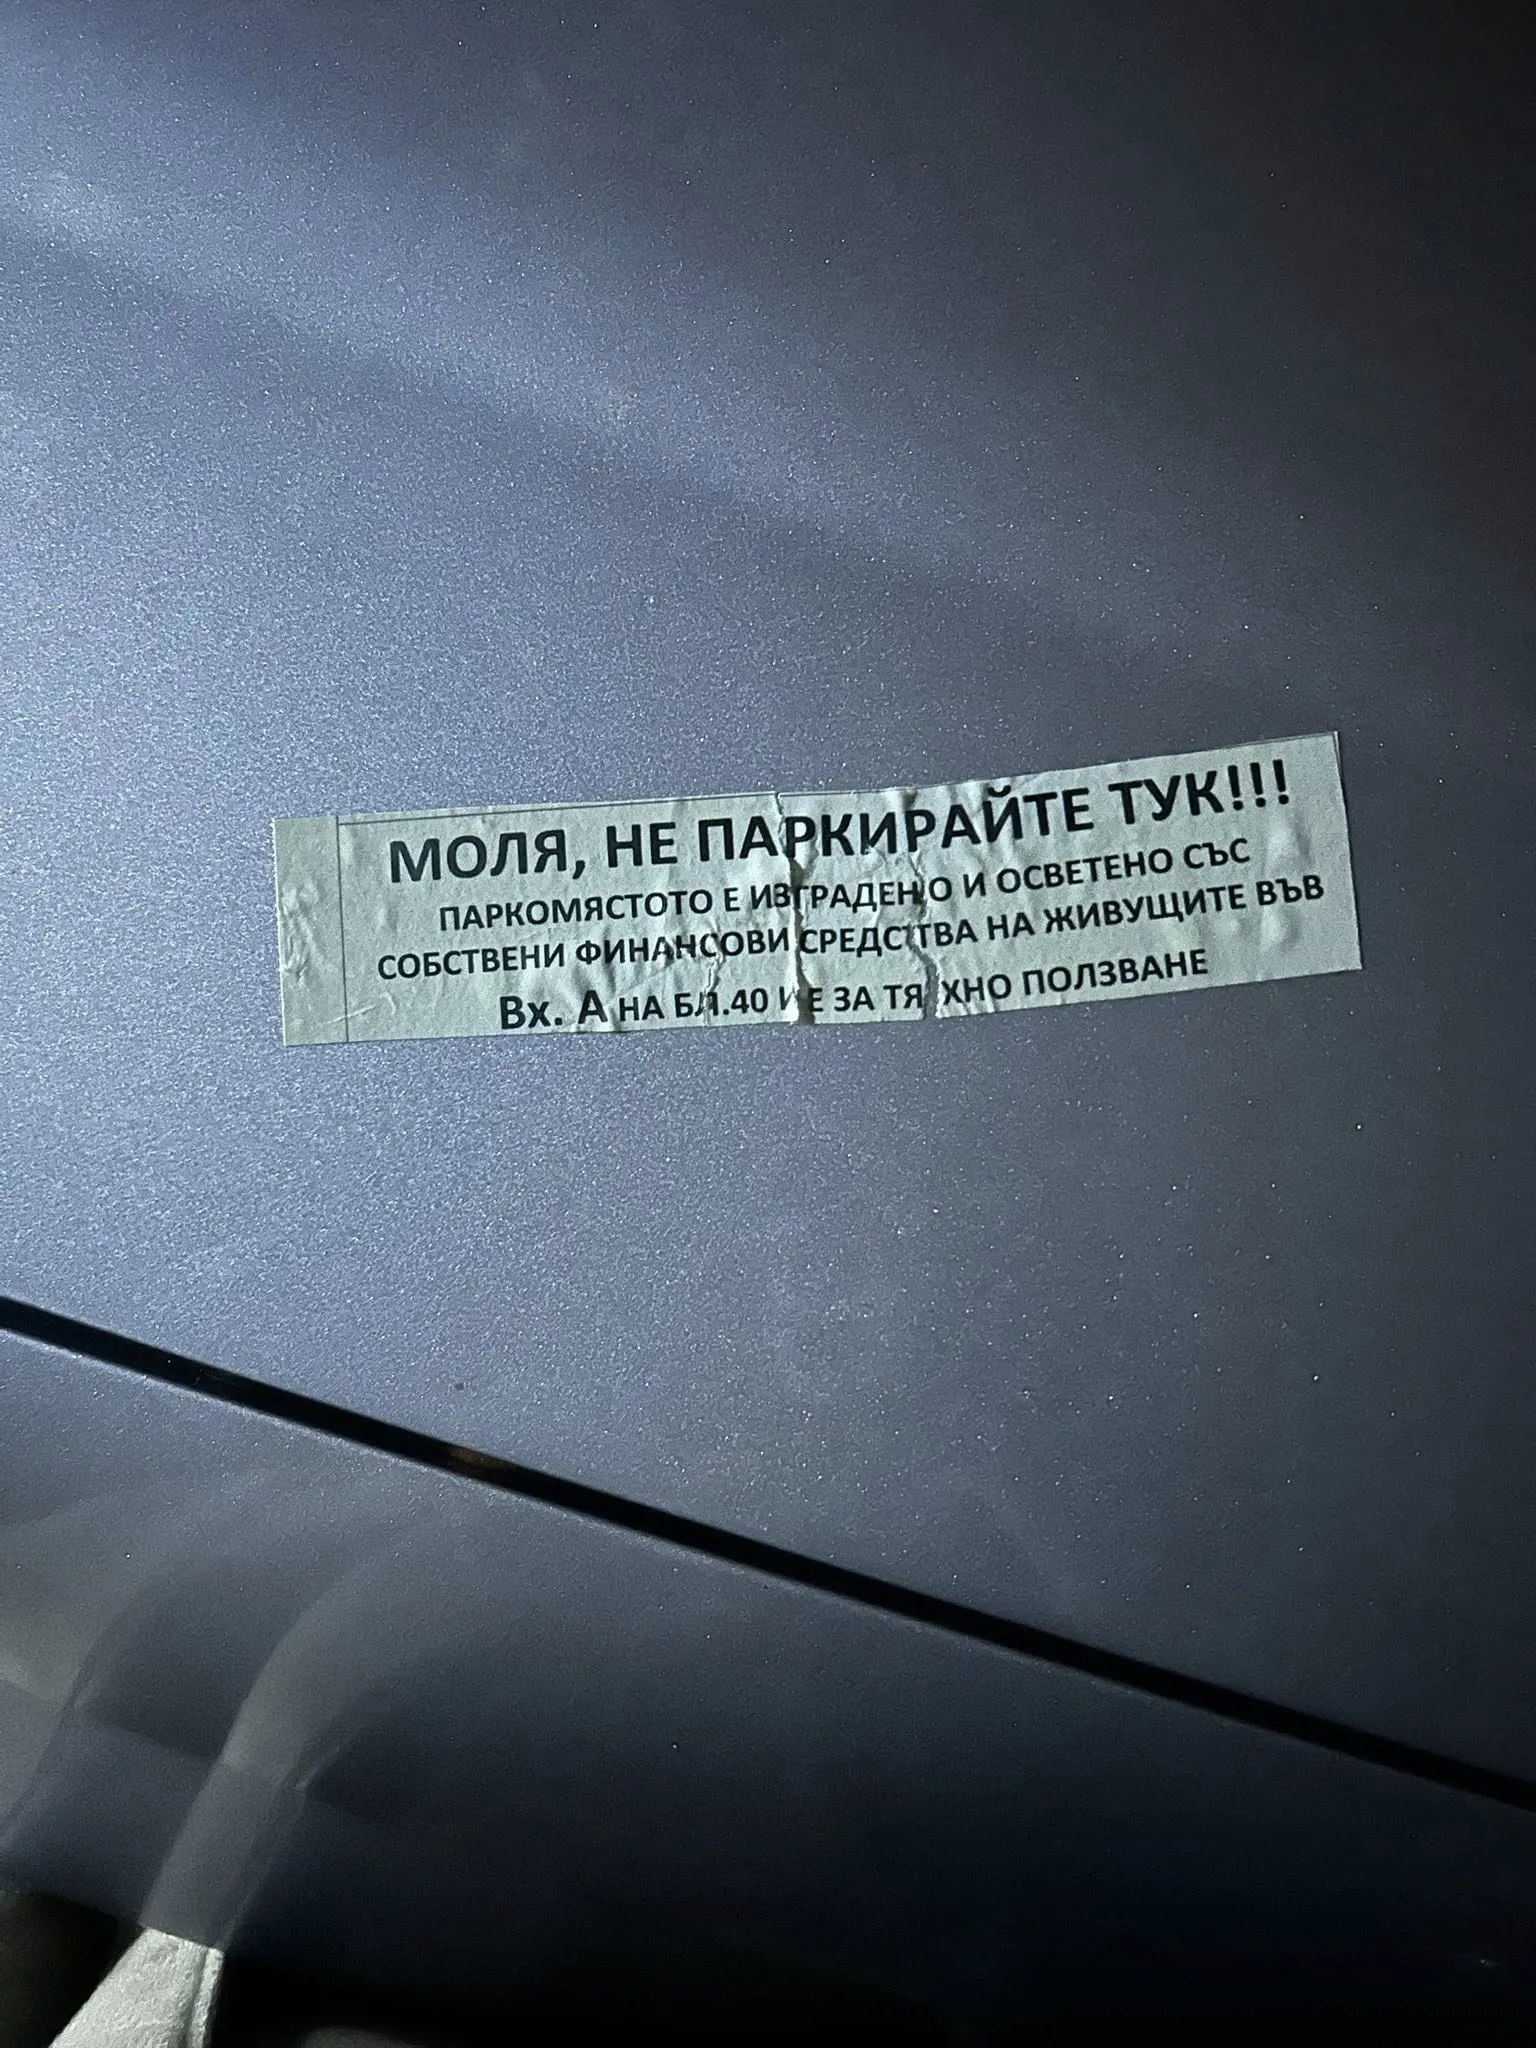 МОЛЯ, НЕ ПАРКИРАЙТЕ ТУК!!!
ПАРКОМЯСТОТО Е ИЗГРАДЕНО И ОСВЕТЕНО СЪС
СОБСТВЕНИ ФИНАНСОВИ СРЕДСТВА НА ЖИВУЩИТЕ ВЪВ
Вх. А НА БЛ.40 И Е ЗА ТЯХНО ПОЛЗВАНЕ